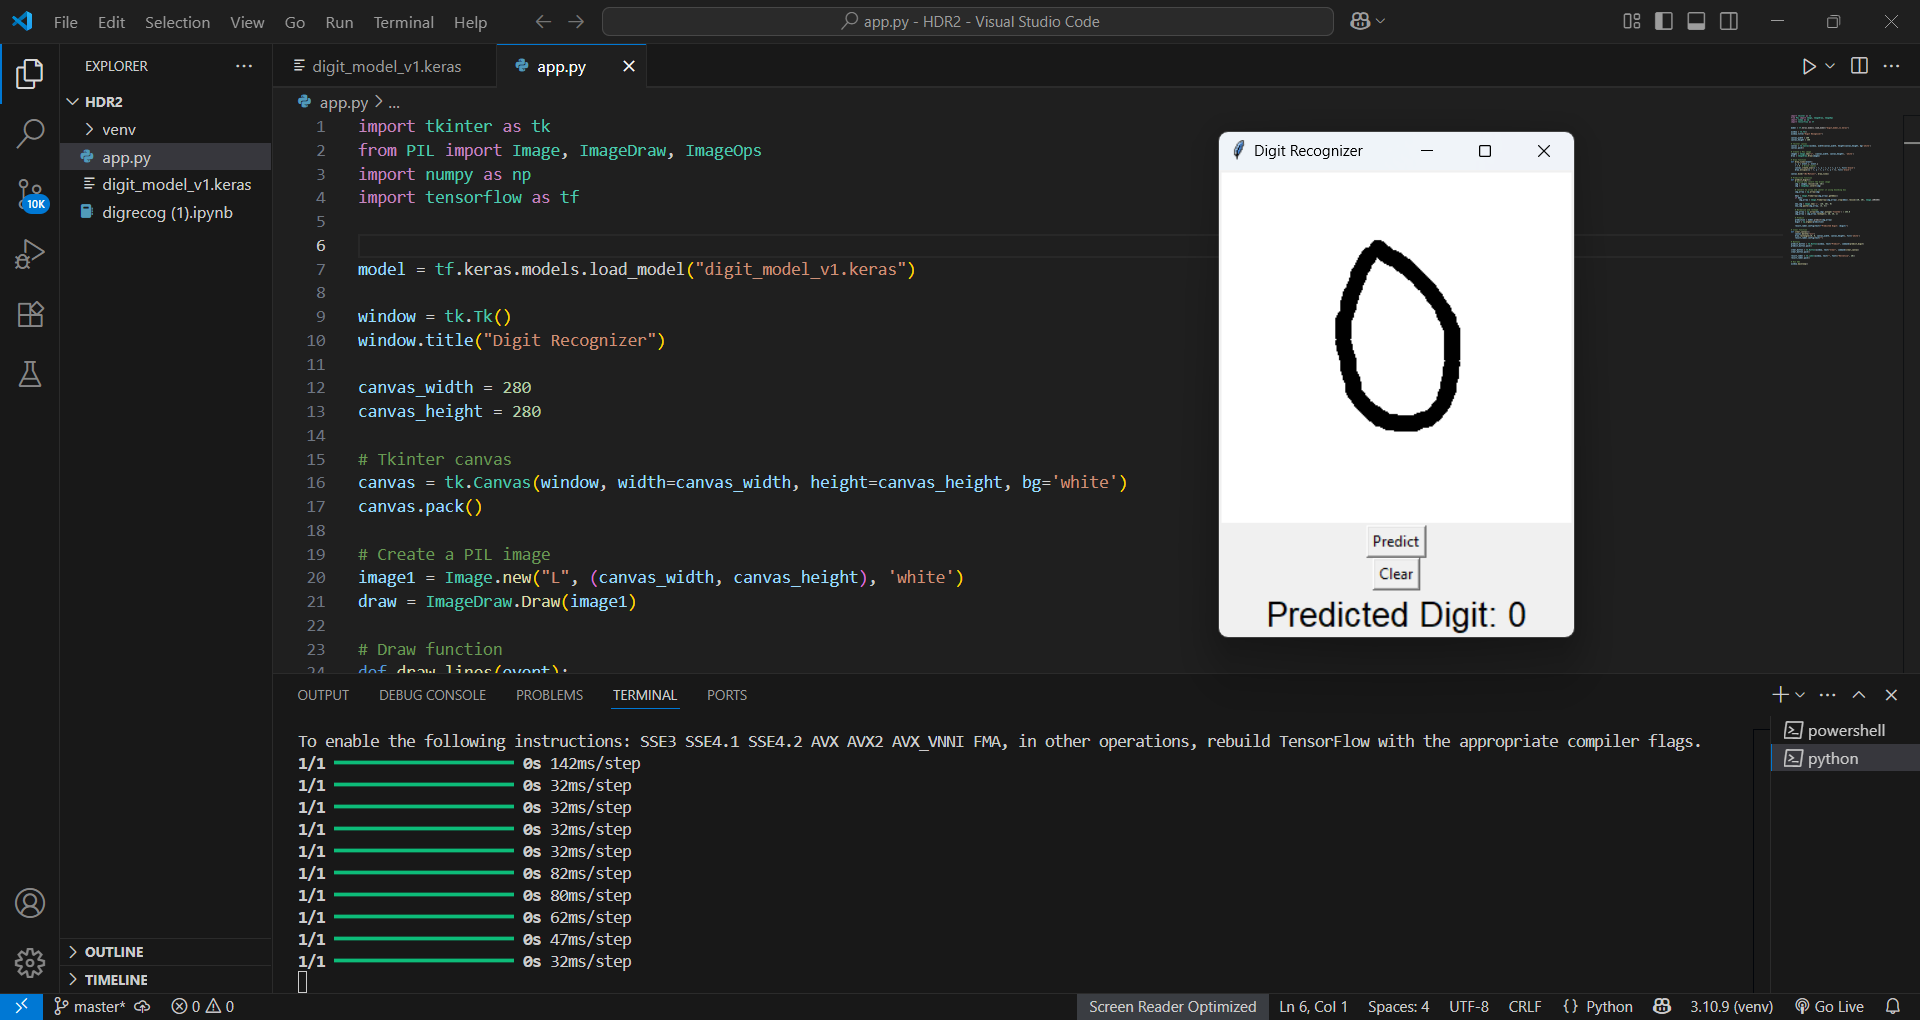 File Edit Selection View Go Run Terminal Help
app.py - HDR2 - Visual Studio Code
EXPLORER
HDR2
venv
app.py
digit_model_v1.keras
digrecog (1).ipynb
10K
OUTLINE
TIMELINE
digit_model_v1.keras
app.py
app.py > ...
1 import tkinter as tk
2 from PIL import Image, ImageDraw, ImageOps
3 import numpy as np
4 import tensorflow as tf
5
6
7 model = tf.keras.models.load_model("digit_model_v1.keras")
8
9 window = tk.Tk()
10 window.title("Digit Recognizer")
11
12 canvas_width = 280
13 canvas_height = 280
14
15 # Tkinter canvas
16 canvas = tk.Canvas(window, width=canvas_width, height=canvas_height, bg='white')
17 canvas.pack()
18
19 # Create a PIL image
20 image1 = Image.new("L", (canvas_width, canvas_height), 'white')
21 draw = ImageDraw.Draw(image1)
22
23 # Draw function
24 def draw_lines(event):
Digit Recognizer
0
Predict
Clear
Predicted Digit: 0
OUTPUT DEBUG CONSOLE PROBLEMS TERMINAL PORTS
To enable the following instructions: SSE3 SSE4.1 SSE4.2 AVX AVX2 AVX_VNNI FMA, in other operations, rebuild TensorFlow with the appropriate compiler flags.
1/1 0s 142ms/step
1/1 0s 32ms/step
1/1 0s 32ms/step
1/1 0s 32ms/step
1/1 0s 32ms/step
1/1 0s 82ms/step
1/1 0s 80ms/step
1/1 0s 62ms/step
1/1 0s 47ms/step
1/1 0s 32ms/step
powershell
python
master* 0 0 Screen Reader Optimized Ln 6, Col 1 Spaces: 4 UTF-8 CRLF {} Python 3.10.9 (venv) Go Live